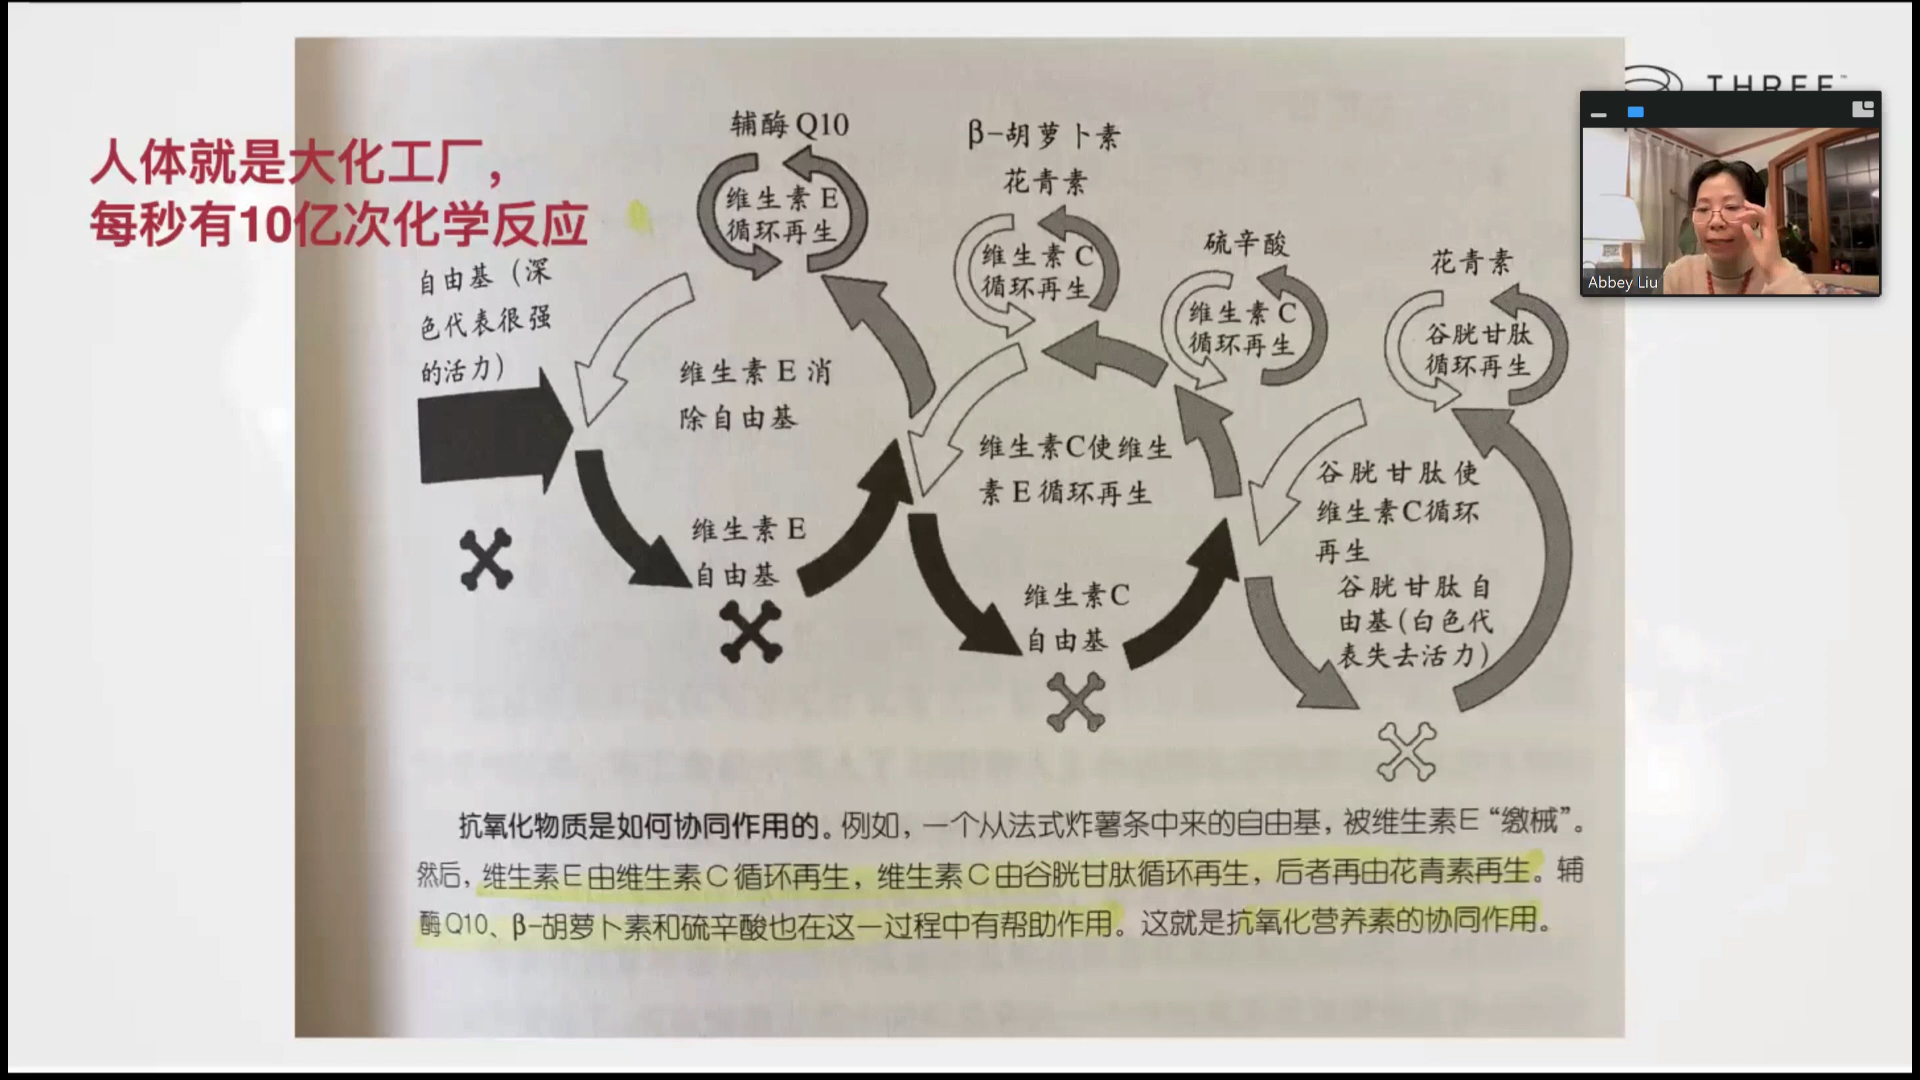 THREE™
人体就是大化工厂，
每秒有10亿次化学反应
Abbey Liu
辅酶Q10
维生素E
循环再生
β-胡萝卜素
花青素
维生素C
循环再生
硫辛酸
维生素C
循环再生
花青素
谷胱甘肽
循环再生
自由基（深
色代表很强
的活力）
维生素E消
除自由基
维生素E
自由基
维生素C使维生
素E循环再生
维生素C
自由基
谷胱甘肽使
维生素C循环
再生
谷胱甘肽自
由基（白色代
表失去活力）
抗氧化物质是如何协同作用的。例如，一个从法式炸薯条中来的自由基，被维生素E“缴械”。
然后，维生素E由维生素C循环再生，维生素C由谷胱甘肽循环再生，后者再由花青素再生。辅
酶Q10、β-胡萝卜素和硫辛酸也在这一过程中有帮助作用。这就是抗氧化营养素的协同作用。